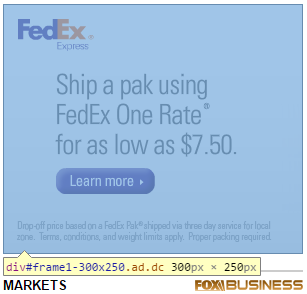 FedEx®
Express
Ship a pak using
FedEx One Rate®
for as low as $7.50.
Learn more
Drop-off price based on a FedEx Pak® shipped via three day service for local
zone. Terms, conditions, and weight limits apply. Proper packing required.
div#frame1-300x250.ad.dc 300px × 250px
MARKETS FOXBUSINESS